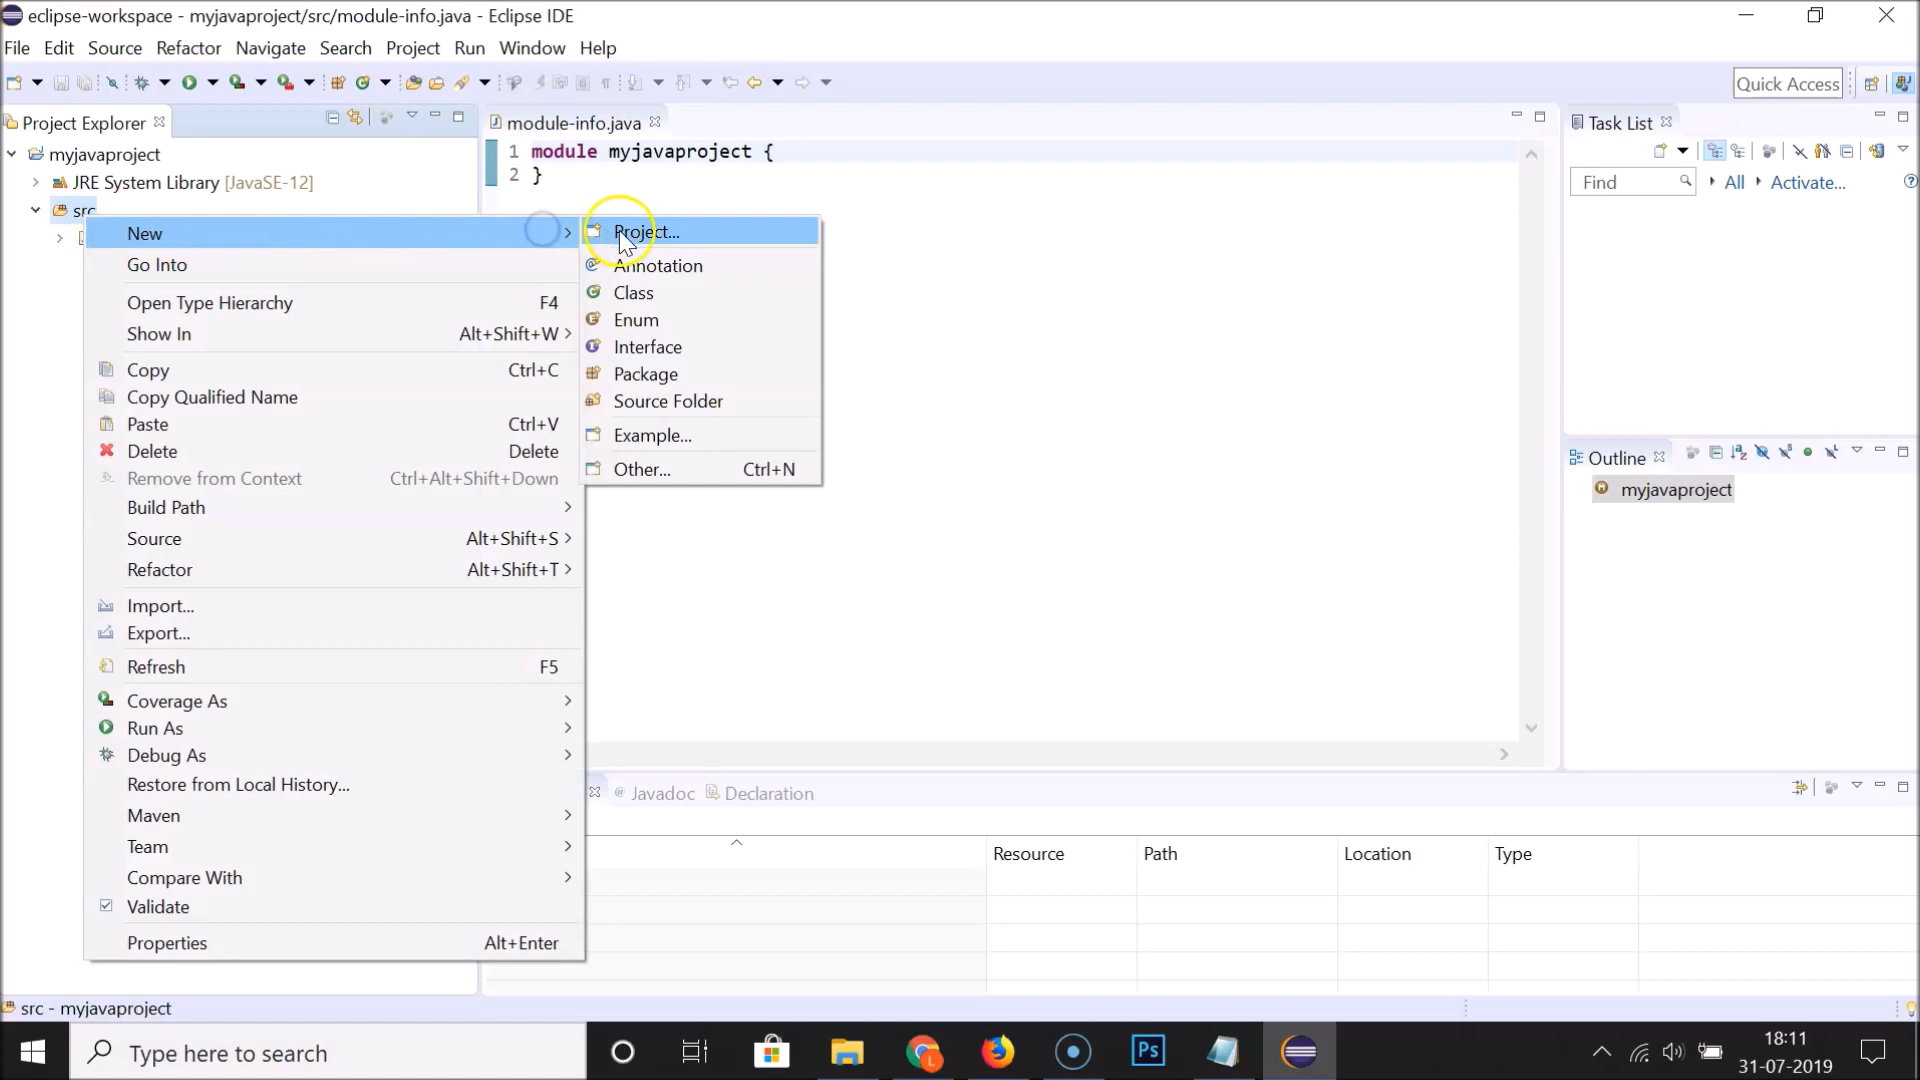 eclipse-workspace - myjavaproject/src/module-info.java - Eclipse IDE
File Edit Source Refactor Navigate Search Project Run Window Help
Quick Access
Project Explorer
myjavaproject
JRE System Library [JavaSE-12]
src
module-info.java
1 module myjavaproject {
2 }
New
Go Into
Open Type Hierarchy F4
Show In Alt+Shift+W
Copy Ctrl+C
Copy Qualified Name
Paste Ctrl+V
Delete Delete
Remove from Context Ctrl+Alt+Shift+Down
Build Path
Source Alt+Shift+S
Refactor Alt+Shift+T
Import...
Export...
Refresh F5
Coverage As
Run As
Debug As
Restore from Local History...
Maven
Team
Compare With
Validate
Properties Alt+Enter
Project...
Annotation
Class
Enum
Interface
Package
Source Folder
Example...
Other... Ctrl+N
Task List
Find All Activate...
Outline
myjavaproject
Javadoc Declaration
Resource Path Location Type
src - myjavaproject
Type here to search
Ps
18:11
31-07-2019